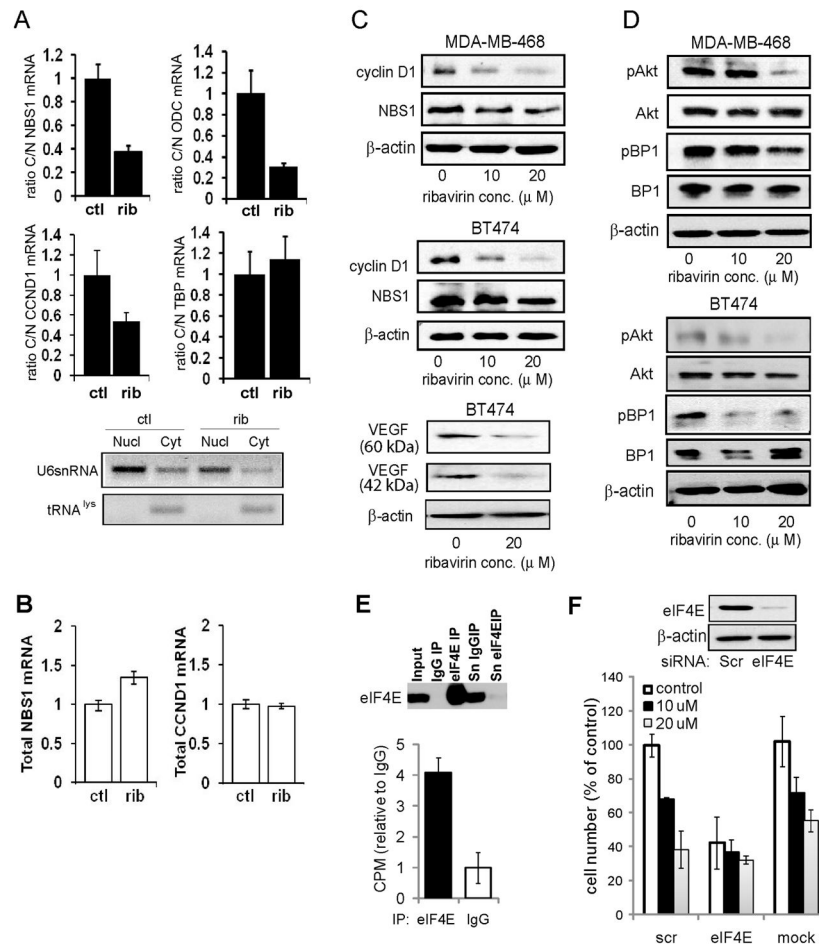 A
ratio C/N NBS1 mRNA
1.2
1
0.8
0.6
0.4
0.2
0
ctl rib
ratio C/N ODC mRNA
1.4
1.2
1
0.8
0.6
0.4
0.2
0
ctl rib
ratio C/N CCND1 mRNA
1.4
1.2
1
0.8
0.6
0.4
0.2
0
ctl rib
ratio C/N TBP mRNA
1.4
1.2
1
0.8
0.6
0.4
0.2
0
ctl rib
ctl rib
Nucl Cyt Nucl Cyt
U6snRNA
tRNA lys
B
Total NBS1 mRNA
2
1.5
1
0.5
0
ctl rib
Total CCND1 mRNA
2
1.5
1
0.5
0
ctl rib
C
MDA-MB-468
cyclin D1
NBS1
β-actin
0 10 20
ribavirin conc. (μ M)
BT474
cyclin D1
NBS1
β-actin
0 10 20
ribavirin conc. (μ M)
BT474
VEGF
(60 kDa)
VEGF
(42 kDa)
β-actin
0 20
ribavirin conc. (μ M)
D
MDA-MB-468
pAkt
Akt
pBP1
BP1
β-actin
0 10 20
ribavirin conc. (μ M)
BT474
pAkt
Akt
pBP1
BP1
β-actin
0 10 20
ribavirin conc. (μ M)
E
Input
IgG IP
eIF4E IP
Sn IgGIP
Sn eIF4EIP
eIF4E
CPM (relative to IgG)
5
4
3
2
1
0
IP: eIF4E IgG
F
eIF4E
β-actin
siRNA: Scr eIF4E
cell number (% of control)
140
120
100
80
60
40
20
0
control
10 uM
20 uM
scr eIF4E mock